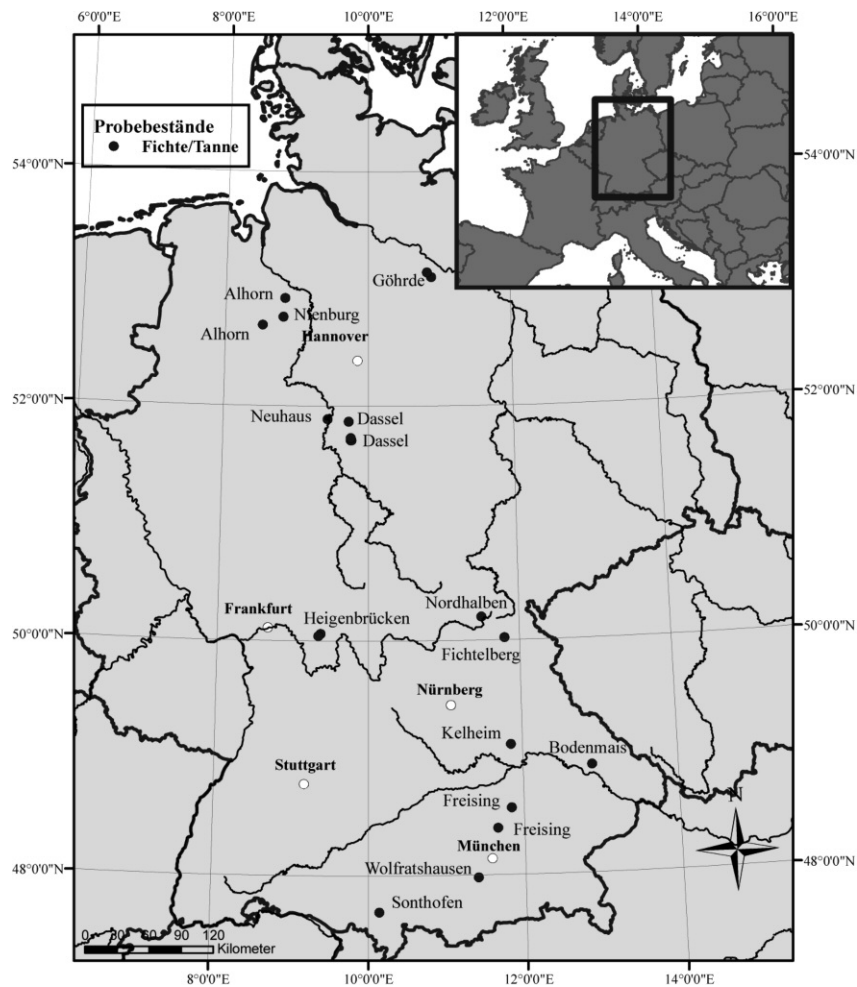 6°0'0"E 8°0'0"E 10°0'0"E 12°0'0"E 14°0'0"E 16°0'0"E
Probebestände
Fichte/Tanne
54°0'0"N
54°0'0"N
Göhrde
Alhorn
Nienburg
Alhorn
Hannover
52°0'0"N
52°0'0"N
Neuhaus
Dassel
Dassel
Nordhalben
Frankfurt
Heigenbrücken
50°0'0"N
50°0'0"N
Fichtelberg
Nürnberg
Kelheim
Bodenmais
Stuttgart
N
Freising
Freising
München
48°0'0"N
48°0'0"N
Wolfratshausen
Sonthofen
0 30 60 90 120
Kilometer
8°0'0"E 10°0'0"E 12°0'0"E 14°0'0"E